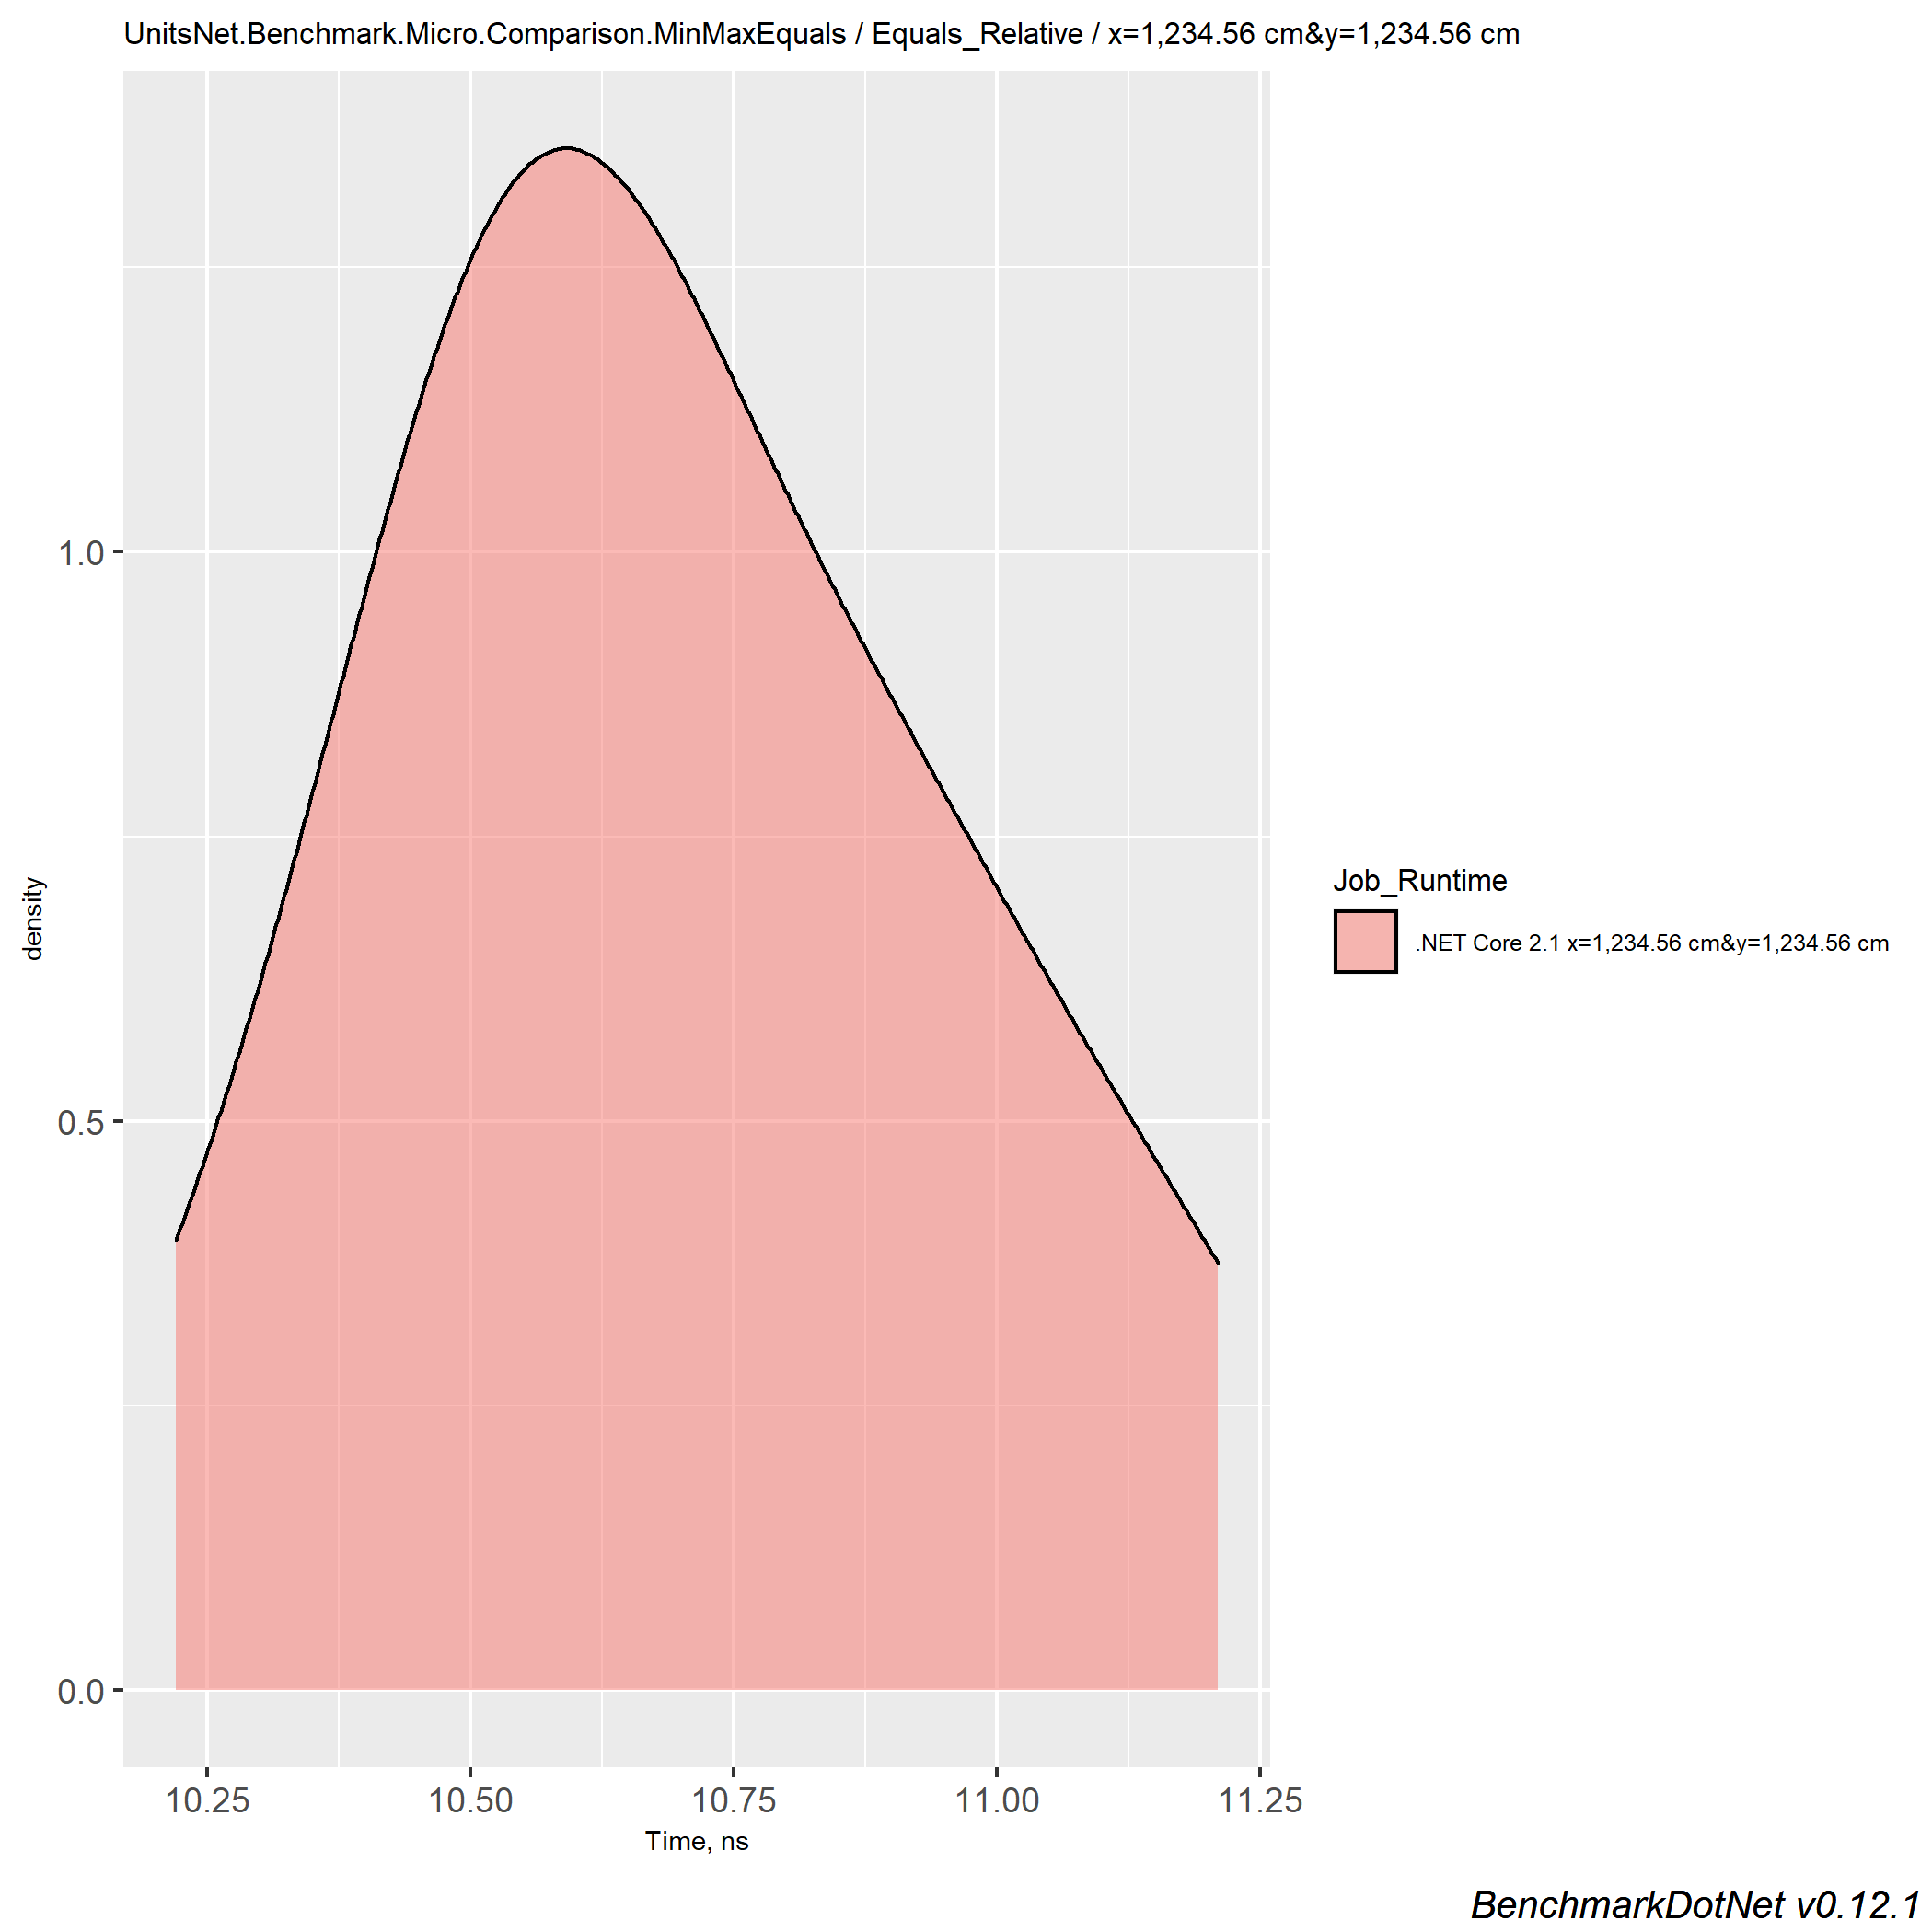 UnitsNet.Benchmark.Micro.Comparison.MinMaxEquals / Equals_Relative / x=1,234.56 cm&y=1,234.56 cm
1.0
0.5
0.0
density
10.25 10.50 10.75 11.00 11.25
Time, ns
Job_Runtime
.NET Core 2.1 x=1,234.56 cm&y=1,234.56 cm
BenchmarkDotNet v0.12.1